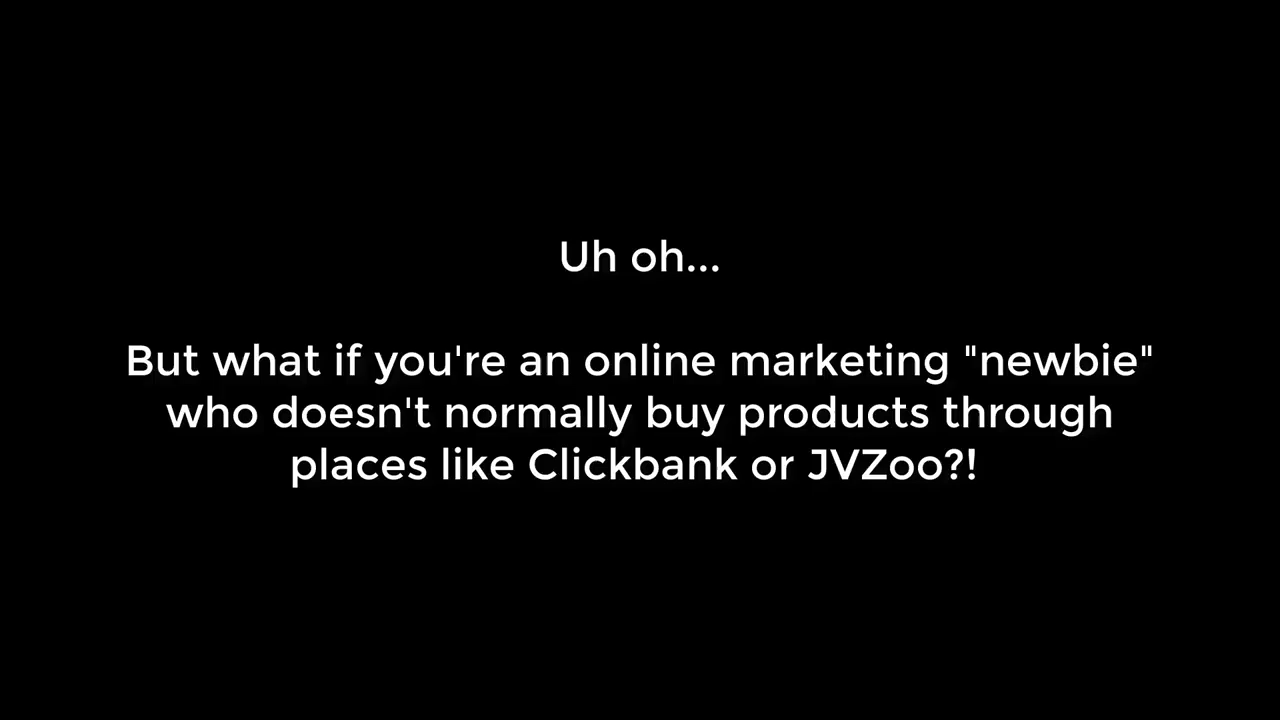 Uh oh...
But what if you're an online marketing "newbie"
who doesn't normally buy products through
places like Clickbank or JVZoo?!